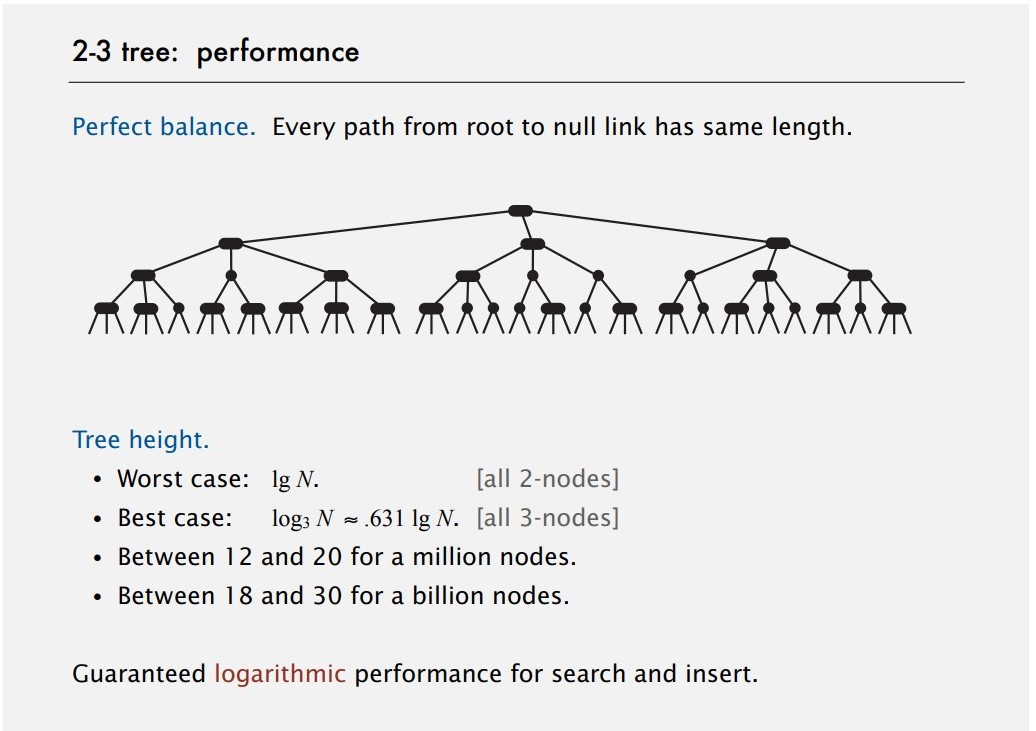 2-3 tree: performance
Perfect balance. Every path from root to null link has same length.
Tree height.
• Worst case: lg N. [all 2-nodes]
• Best case: log₃ N ≈ .631 lg N. [all 3-nodes]
• Between 12 and 20 for a million nodes.
• Between 18 and 30 for a billion nodes.
Guaranteed logarithmic performance for search and insert.